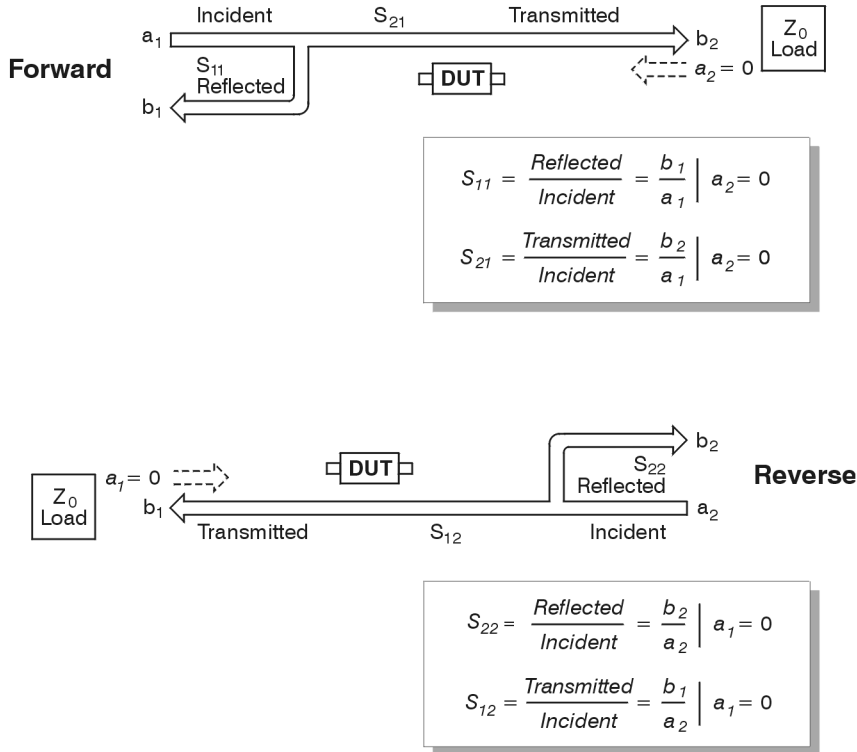 Incident S21 Transmitted
a1 b2
Z0
Load
Forward
S11
Reflected
DUT
a2 = 0
b1
S11 = Reflected / Incident = b1 / a1 | a2 = 0
S21 = Transmitted / Incident = b2 / a1 | a2 = 0
b2
DUT
S22
Reflected
Reverse
a1 = 0
Z0
Load
b1 a2
Transmitted S12 Incident
S22 = Reflected / Incident = b2 / a2 | a1 = 0
S12 = Transmitted / Incident = b1 / a2 | a1 = 0